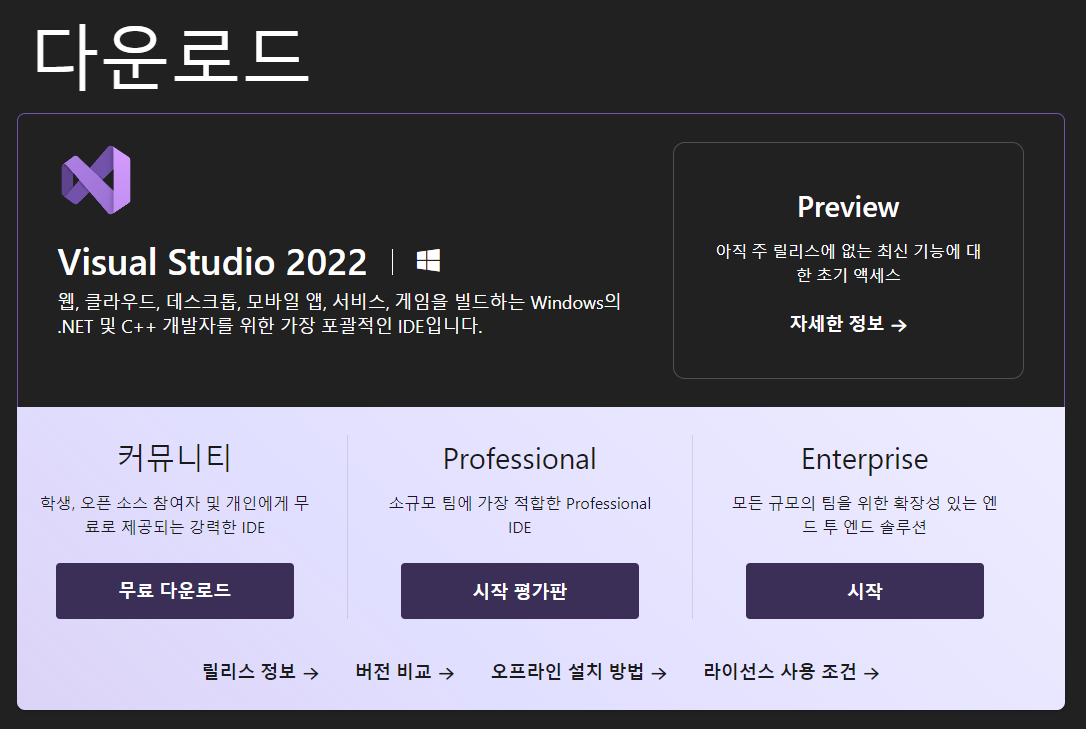 다운로드
Visual Studio 2022
웹, 클라우드, 데스크톱, 모바일 앱, 서비스, 게임을 빌드하는 Windows의
.NET 및 C++ 개발자를 위한 가장 포괄적인 IDE입니다.
Preview
아직 주 릴리스에 없는 최신 기능에 대
한 초기 액세스
자세한 정보 →
커뮤니티
학생, 오픈 소스 참여자 및 개인에게 무
료로 제공되는 강력한 IDE
무료 다운로드
Professional
소규모 팀에 가장 적합한 Professional
IDE
시작 평가판
Enterprise
모든 규모의 팀을 위한 확장성 있는 엔
드 투 엔드 솔루션
시작
릴리스 정보 →
버전 비교 →
오프라인 설치 방법 →
라이선스 사용 조건 →